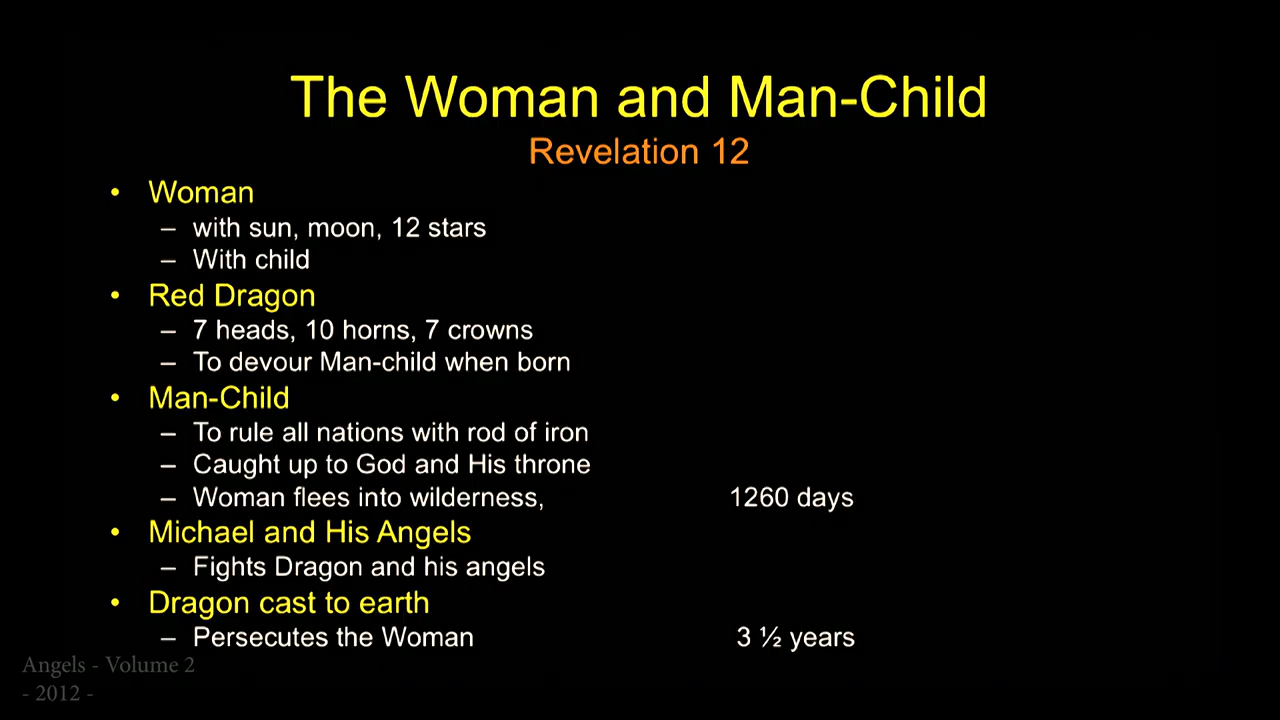 The Woman and Man-Child
Revelation 12
• Woman
– with sun, moon, 12 stars
– With child
• Red Dragon
– 7 heads, 10 horns, 7 crowns
– To devour Man-child when born
• Man-Child
– To rule all nations with rod of iron
– Caught up to God and His throne
– Woman flees into wilderness, 1260 days
• Michael and His Angels
– Fights Dragon and his angels
• Dragon cast to earth
– Persecutes the Woman 3 ½ years
Angels - Volume 2
- 2012 -